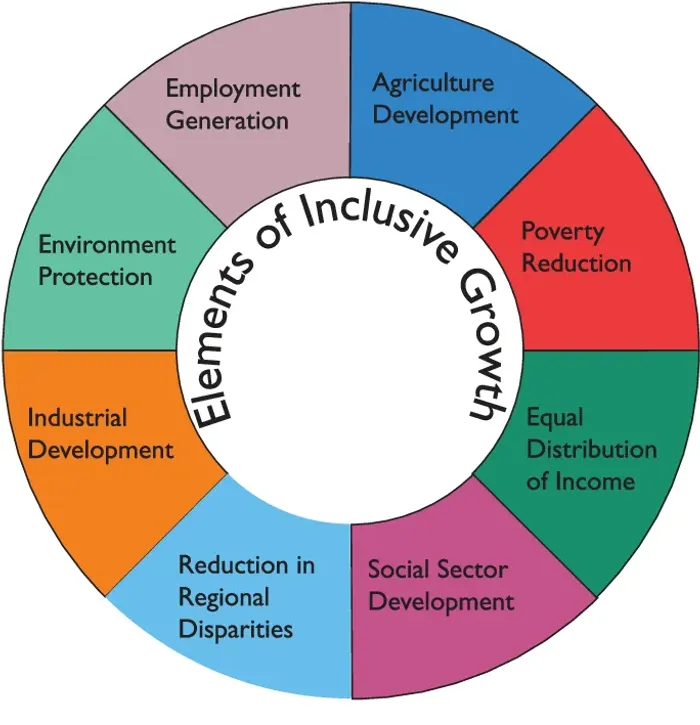 Elements of Inclusive Growth
Agriculture
Development
Poverty
Reduction
Equal
Distribution
of Income
Social Sector
Development
Reduction in
Regional
Disparities
Industrial
Development
Environment
Protection
Employment
Generation